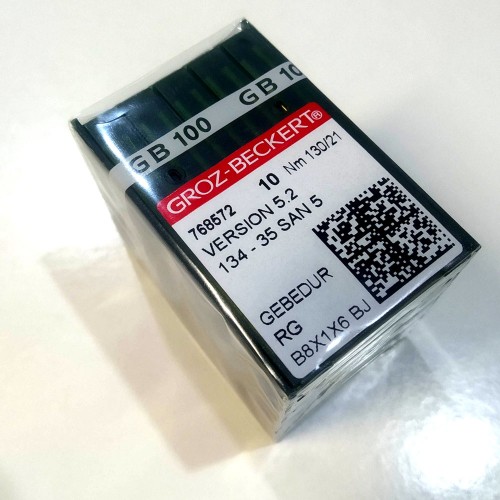 GB 100 GB 10
GROZ-BECKERT®
768572 10 Nm 130/21
VERSION 5.2
134 - 35 SAN 5
GEBEDUR
RG
B8X1X6 BJ